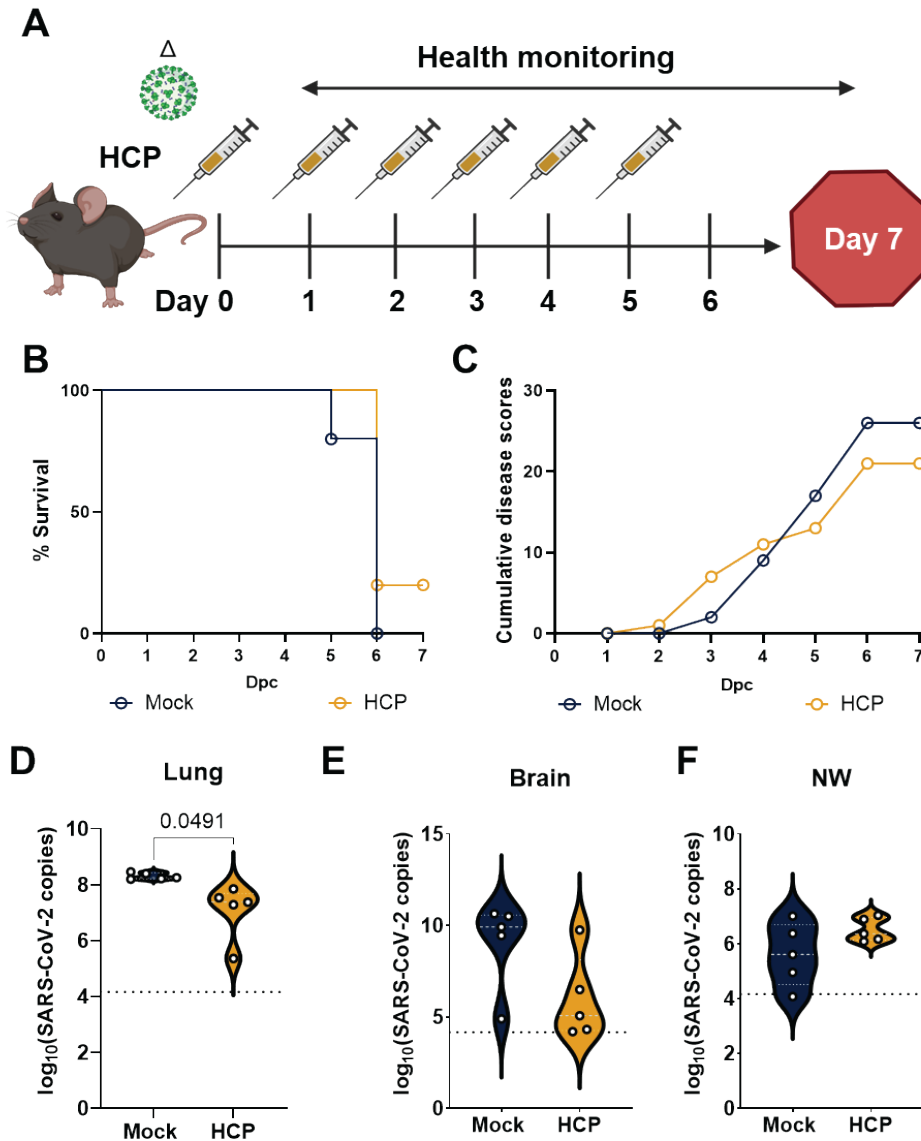 A
Δ
Health monitoring
HCP
Day 7
Day 0 1 2 3 4 5 6
B
C
% Survival
100
50
0
0 1 2 3 4 5 6 7
Dpc
Mock HCP
Cumulative disease scores
30
20
10
0
0 1 2 3 4 5 6 7
Dpc
Mock HCP
D
Lung
0.0491
log₁₀(SARS-CoV-2 copies)
10
8
6
4
2
0
Mock HCP
E
Brain
log₁₀(SARS-CoV-2 copies)
15
10
5
0
Mock HCP
F
NW
log₁₀(SARS-CoV-2 copies)
10
8
6
4
2
0
Mock HCP